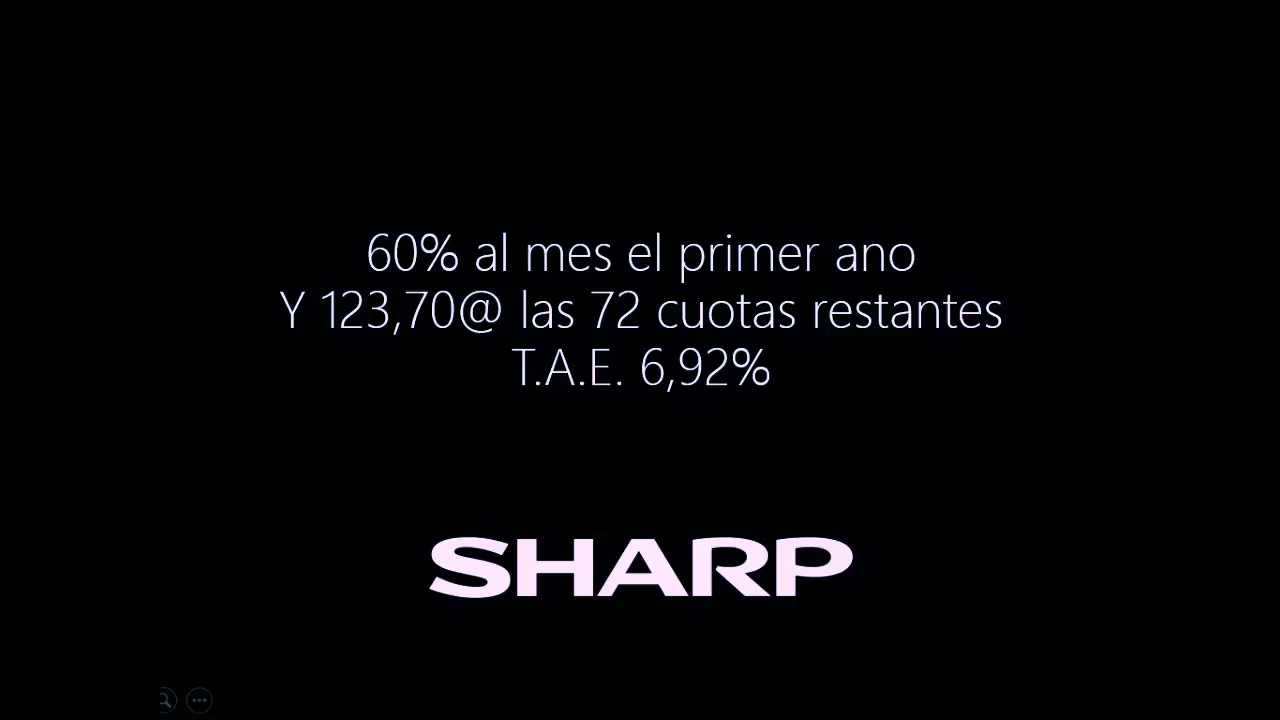 60% al mes el primer ano
Y 123,70@ las 72 cuotas restantes
T.A.E. 6,92%
SHARP